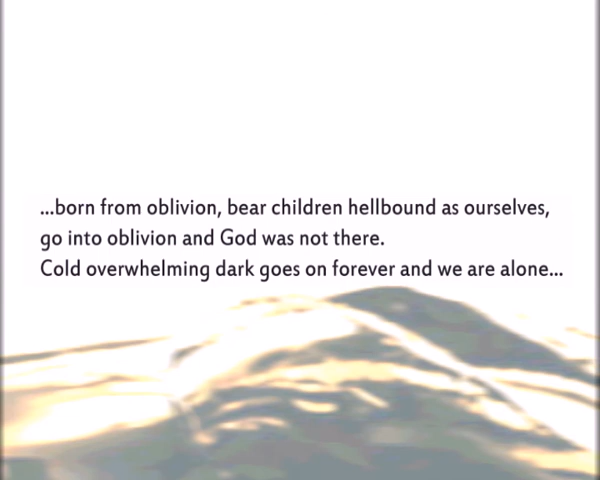 ...born from oblivion, bear children hellbound as ourselves,
go into oblivion and God was not there.
Cold overwhelming dark goes on forever and we are alone...